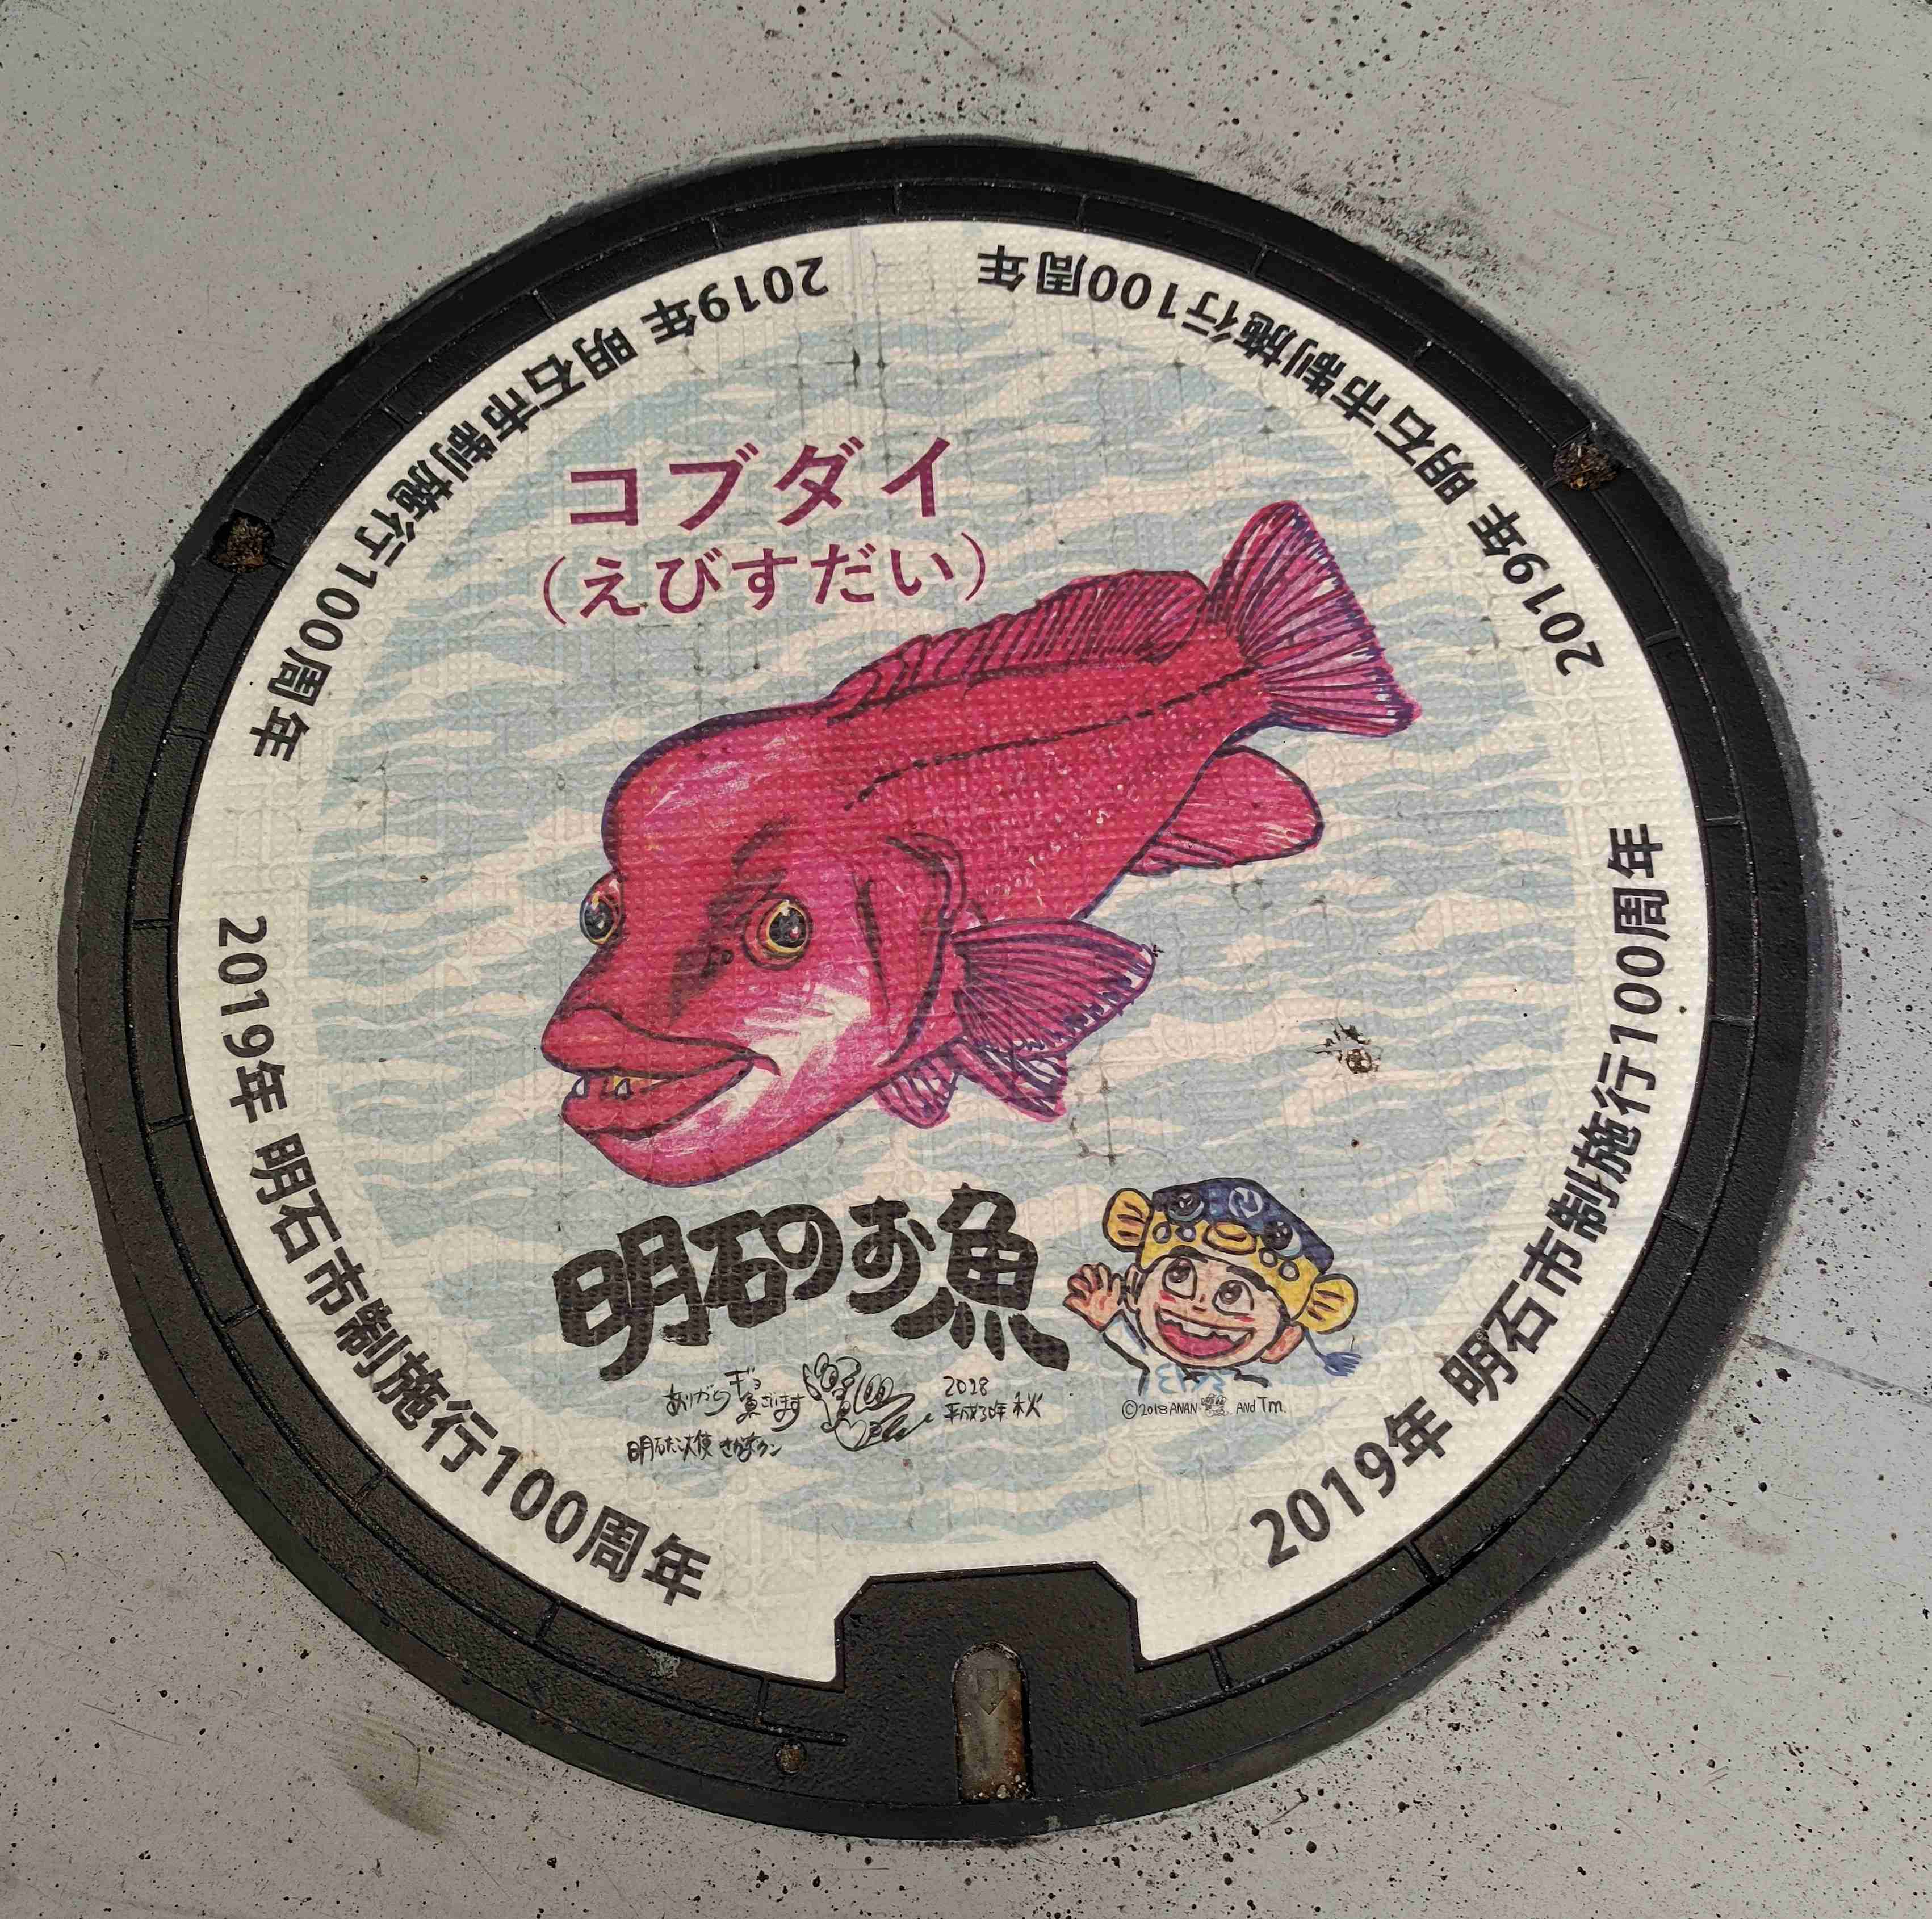 コブダイ
(えびすだい)
明石のお魚
ありがとう
ギョ
魚ざいます
2018
平成30年 秋
明石たこ大使 さかなクン
©2018 ANAN AND Tm
2019年 明石市制施行100周年
2019年 明石市制施行100周年
2019年 明石市制施行100周年
2019年 明石市制施行100周年